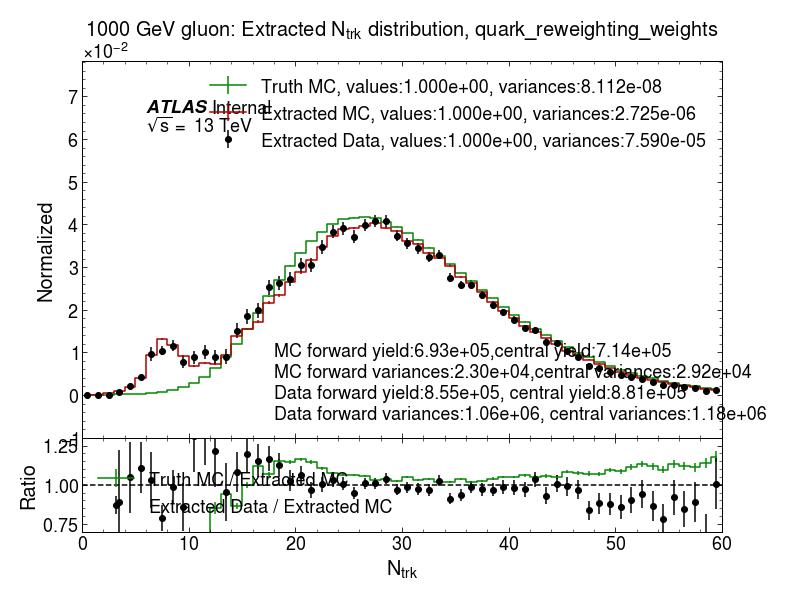 1000 GeV gluon: Extracted Ntrk distribution, quark_reweighting_weights
×10−2
Truth MC, values:1.000e+00, variances:8.112e-08
ATLAS Internal
Extracted MC, values:1.000e+00, variances:2.725e-06
√s = 13 TeV
Extracted Data, values:1.000e+00, variances:7.590e-05
7
6
5
4
3
2
1
0
-1
Normalized
MC forward yield:6.93e+05,central yield:7.14e+05
MC forward variances:2.30e+04,central variances:2.92e+04
Data forward yield:8.55e+05, central yield:8.81e+05
Data forward variances:1.06e+06, central variances:1.18e+06
1.25
1.00
0.75
Ratio
Truth MC / Extracted MC
Extracted Data / Extracted MC
0 10 20 30 40 50 60
Ntrk